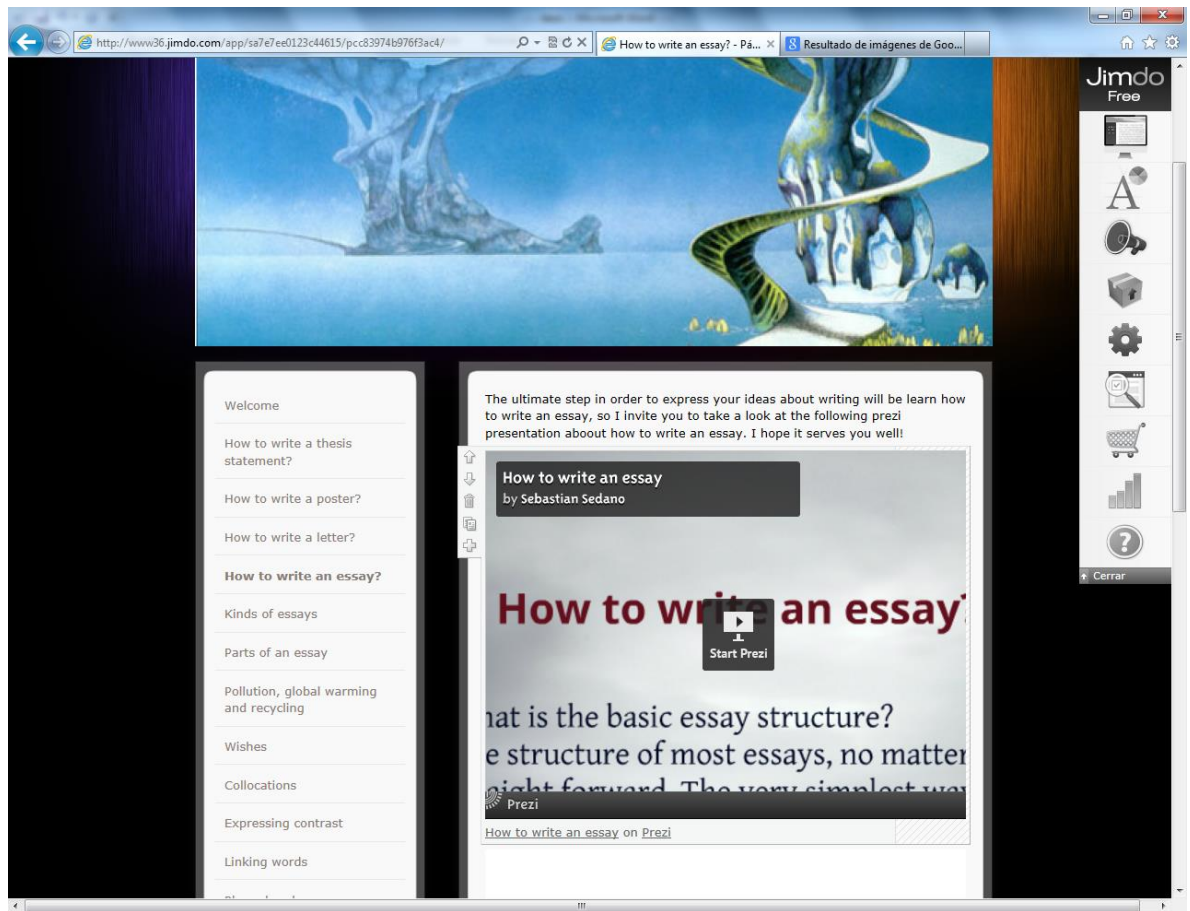 http://www36.jimdo.com/app/sa7e7ee0123c44615/pcc83974b976f3ac4/
How to write an essay? - Pá...
Resultado de imágenes de Goo...
Jimdo
Free
Cerrar
Welcome
How to write a thesis
statement?
How to write a poster?
How to write a letter?
How to write an essay?
Kinds of essays
Parts of an essay
Pollution, global warming
and recycling
Wishes
Collocations
Expressing contrast
Linking words
The ultimate step in order to express your ideas about writing will be learn how
to write an essay, so I invite you to take a look at the following prezi
presentation aboout how to write an essay. I hope it serves you well!
How to write an essay
by Sebastian Sedano
How to write an essay?
Start Prezi
hat is the basic essay structure?
e structure of most essays, no matter
ight forward. The very simplest way
Prezi
How to write an essay on Prezi